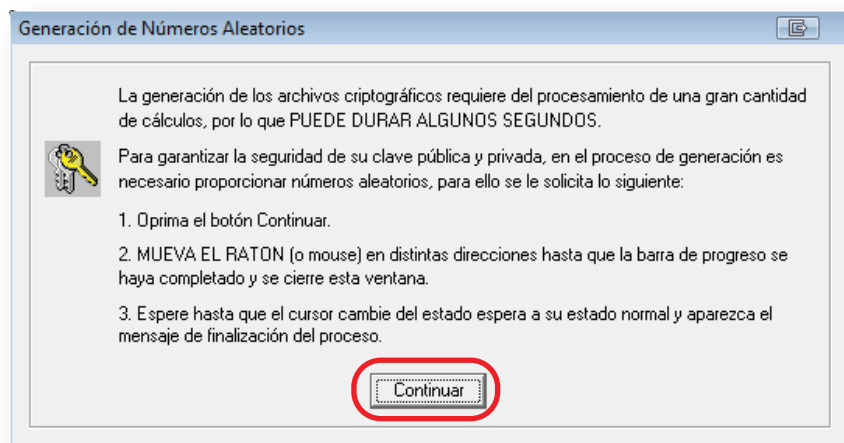 Generación de Números Aleatorios
La generación de los archivos criptográficos requiere del procesamiento de una gran cantidad
de cálculos, por lo que PUEDE DURAR ALGUNOS SEGUNDOS.
Para garantizar la seguridad de su clave pública y privada, en el proceso de generación es
necesario proporcionar números aleatorios, para ello se le solicita lo siguiente:
1. Oprima el botón Continuar.
2. MUEVA EL RATON (o mouse) en distintas direcciones hasta que la barra de progreso se
haya completado y se cierre esta ventana.
3. Espere hasta que el cursor cambie del estado espera a su estado normal y aparezca el
mensaje de finalización del proceso.
Continuar